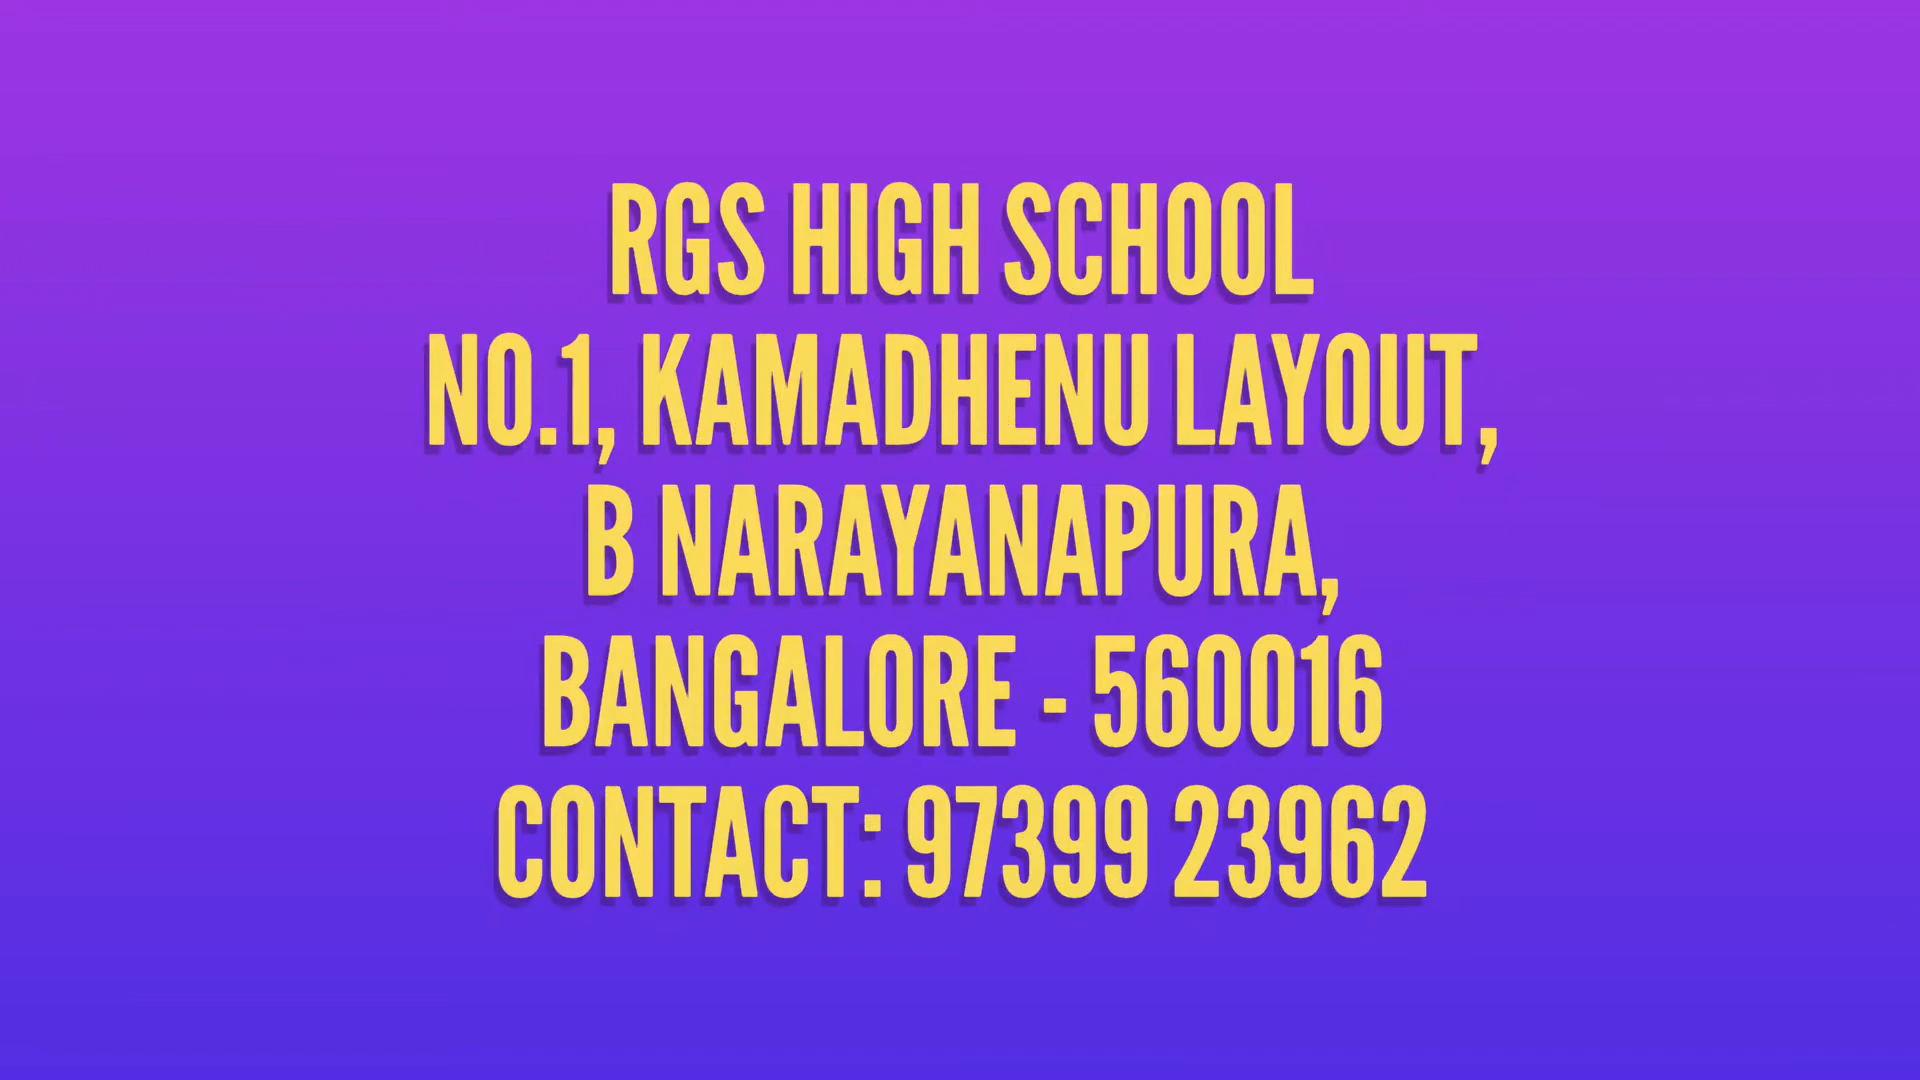 RGS HIGH SCHOOL
NO.1, KAMADHENU LAYOUT,
B NARAYANAPURA,
BANGALORE - 560016
CONTACT: 97399 23962